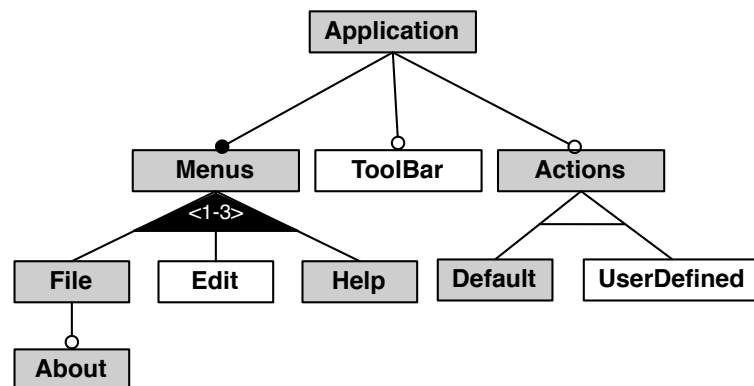 Application
Menus
ToolBar
Actions
<1-3>
File
Edit
Help
Default
UserDefined
About